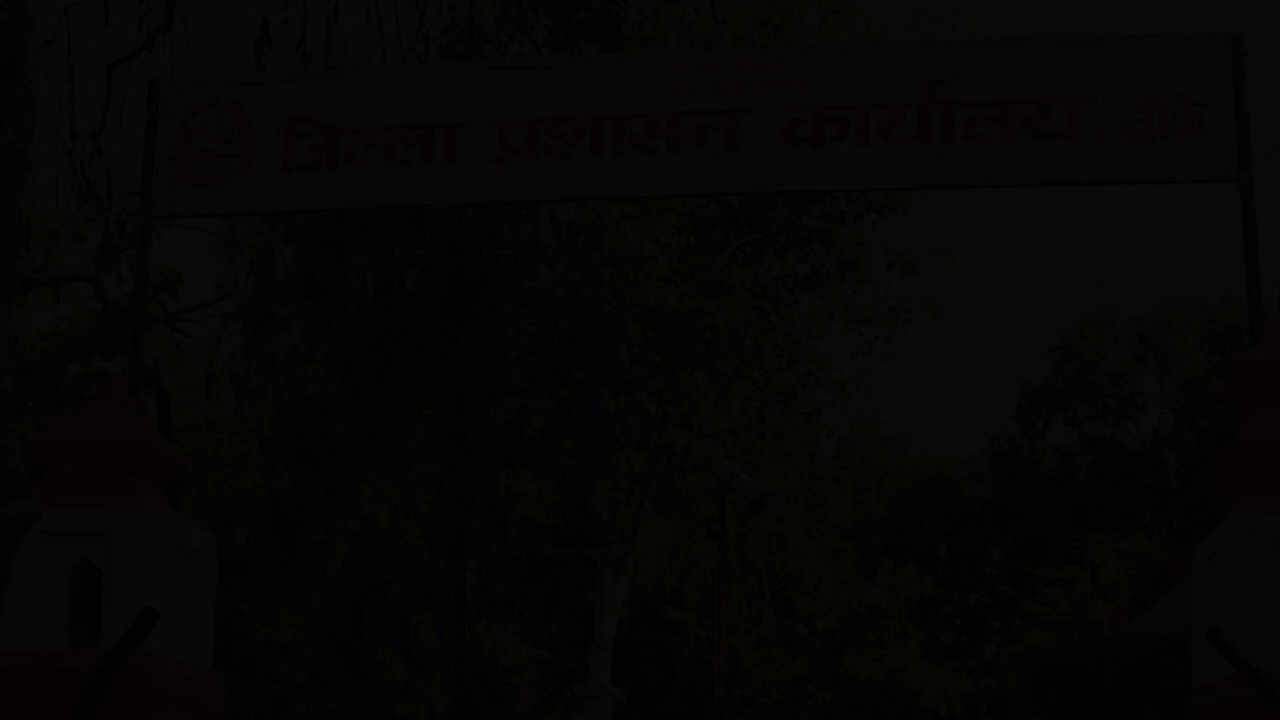 जिल्ला प्रशासन कार्यालय, बाँके